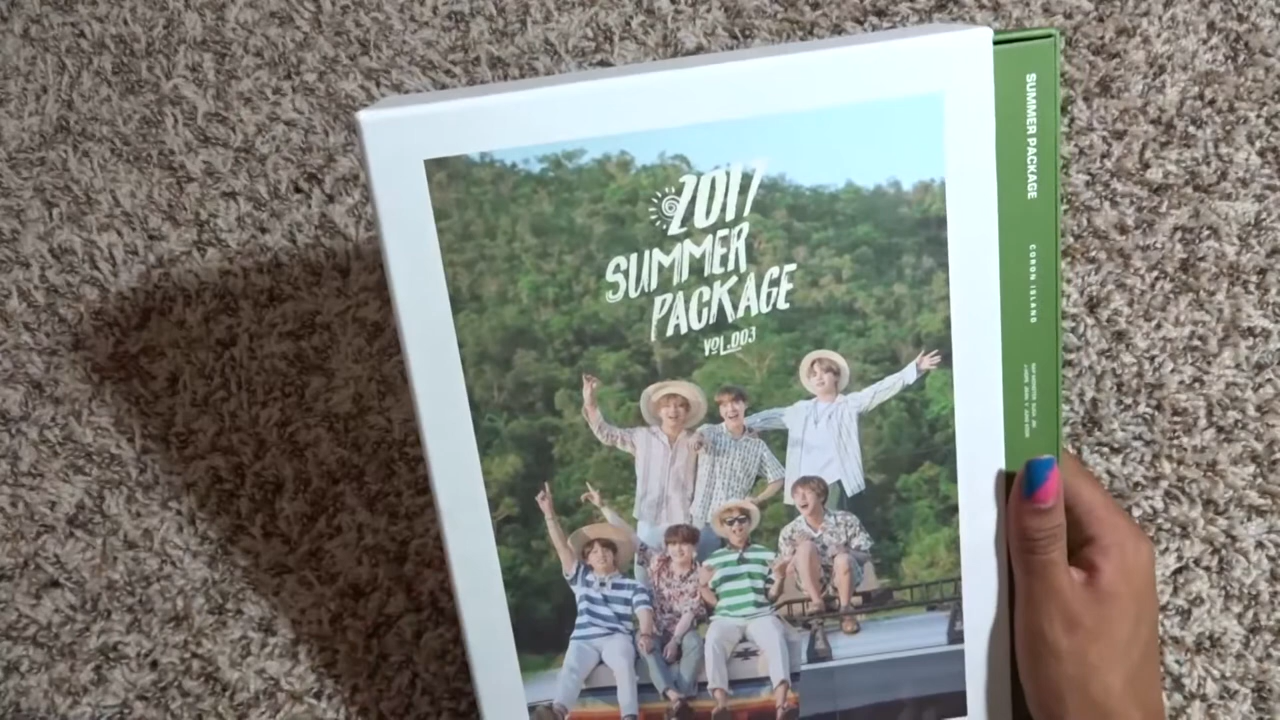 2017
SUMMER
PACKAGE
VOL.003
SUMMER PACKAGE
CORON ISLAND